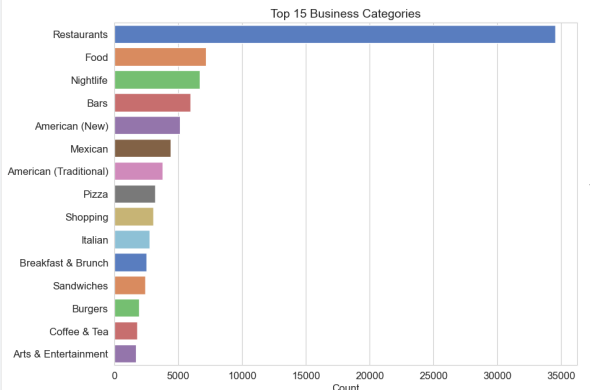 Top 15 Business Categories
Restaurants
Food
Nightlife
Bars
American (New)
Mexican
American (Traditional)
Pizza
Shopping
Italian
Breakfast & Brunch
Sandwiches
Burgers
Coffee & Tea
Arts & Entertainment
0 5000 10000 15000 20000 25000 30000 35000
Count